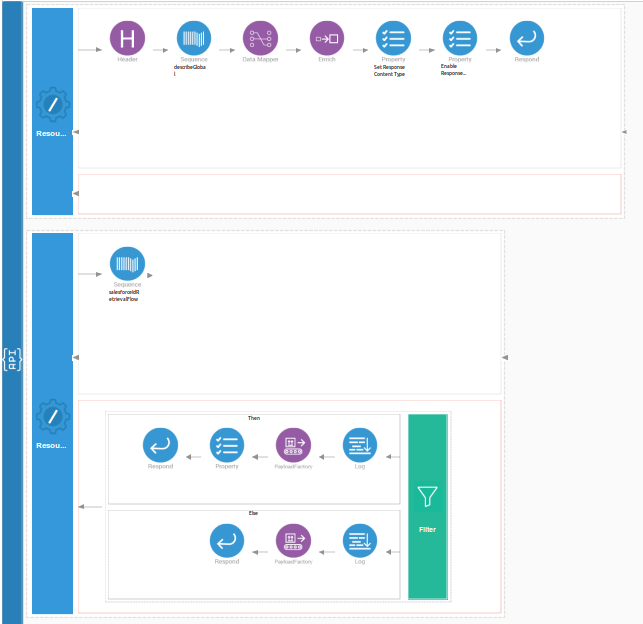 H
Header
Sequence
describeGloba
l
Data Mapper
Enrich
Property
Set Response
Content Type
Property
Enable
Response...
Respond
Resou...
{API}
Sequence
salesforceidR
etrievalFlow
Resou...
Then
Respond
Property
PayloadFactory
Log
Filter
Else
Respond
PayloadFactory
Log